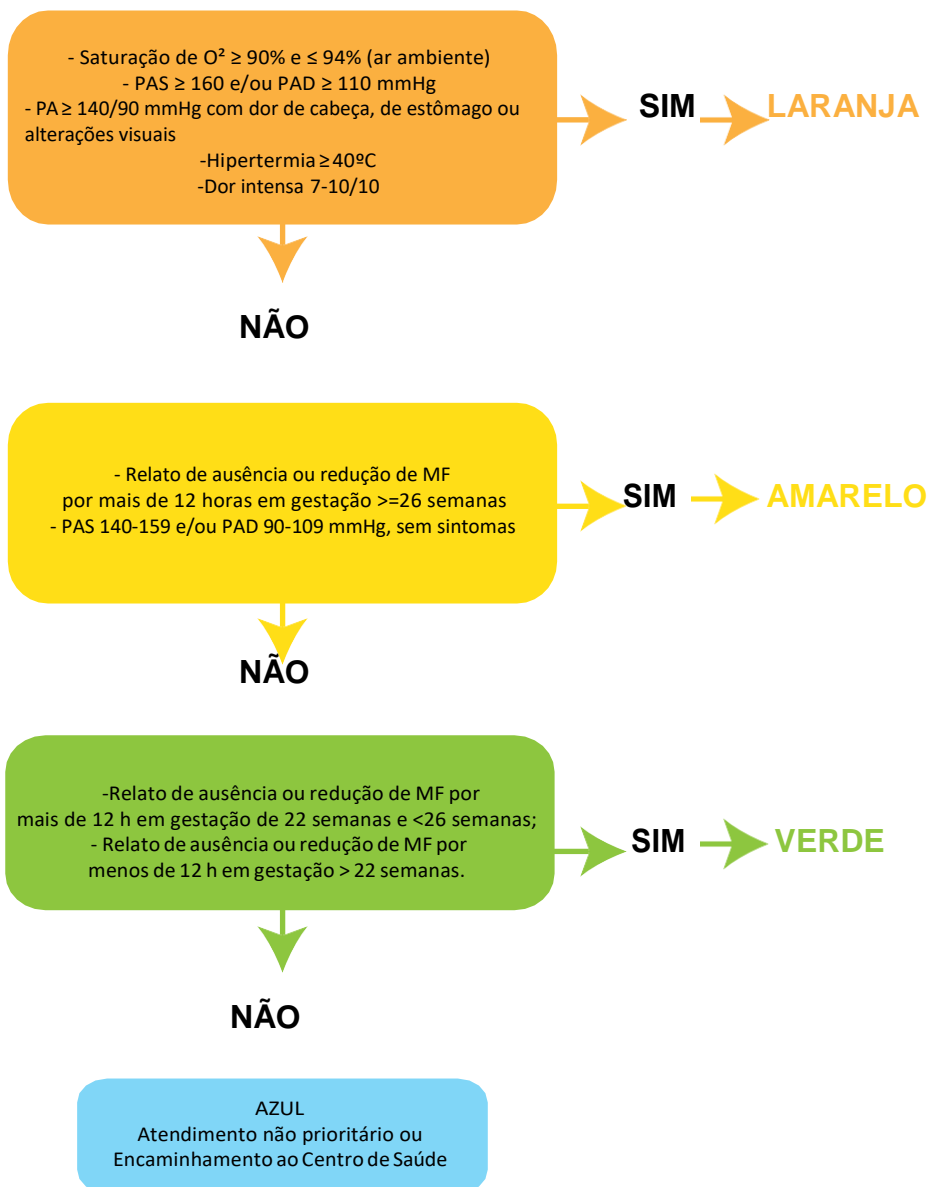 - Saturação de O² ≥ 90% e ≤ 94% (ar ambiente)
- PAS ≥ 160 e/ou PAD ≥ 110 mmHg
- PA ≥ 140/90 mmHg com dor de cabeça, de estômago ou
alterações visuais
-Hipertermia ≥ 40ºC
-Dor intensa 7-10/10
SIM
LARANJA
NÃO
- Relato de ausência ou redução de MF
por mais de 12 horas em gestação >=26 semanas
- PAS 140-159 e/ou PAD 90-109 mmHg, sem sintomas
SIM
AMARELO
NÃO
-Relato de ausência ou redução de MF por
mais de 12 h em gestação de 22 semanas e <26 semanas;
- Relato de ausência ou redução de MF por
menos de 12 h em gestação > 22 semanas.
SIM
VERDE
NÃO
AZUL
Atendimento não prioritário ou
Encaminhamento ao Centro de Saúde